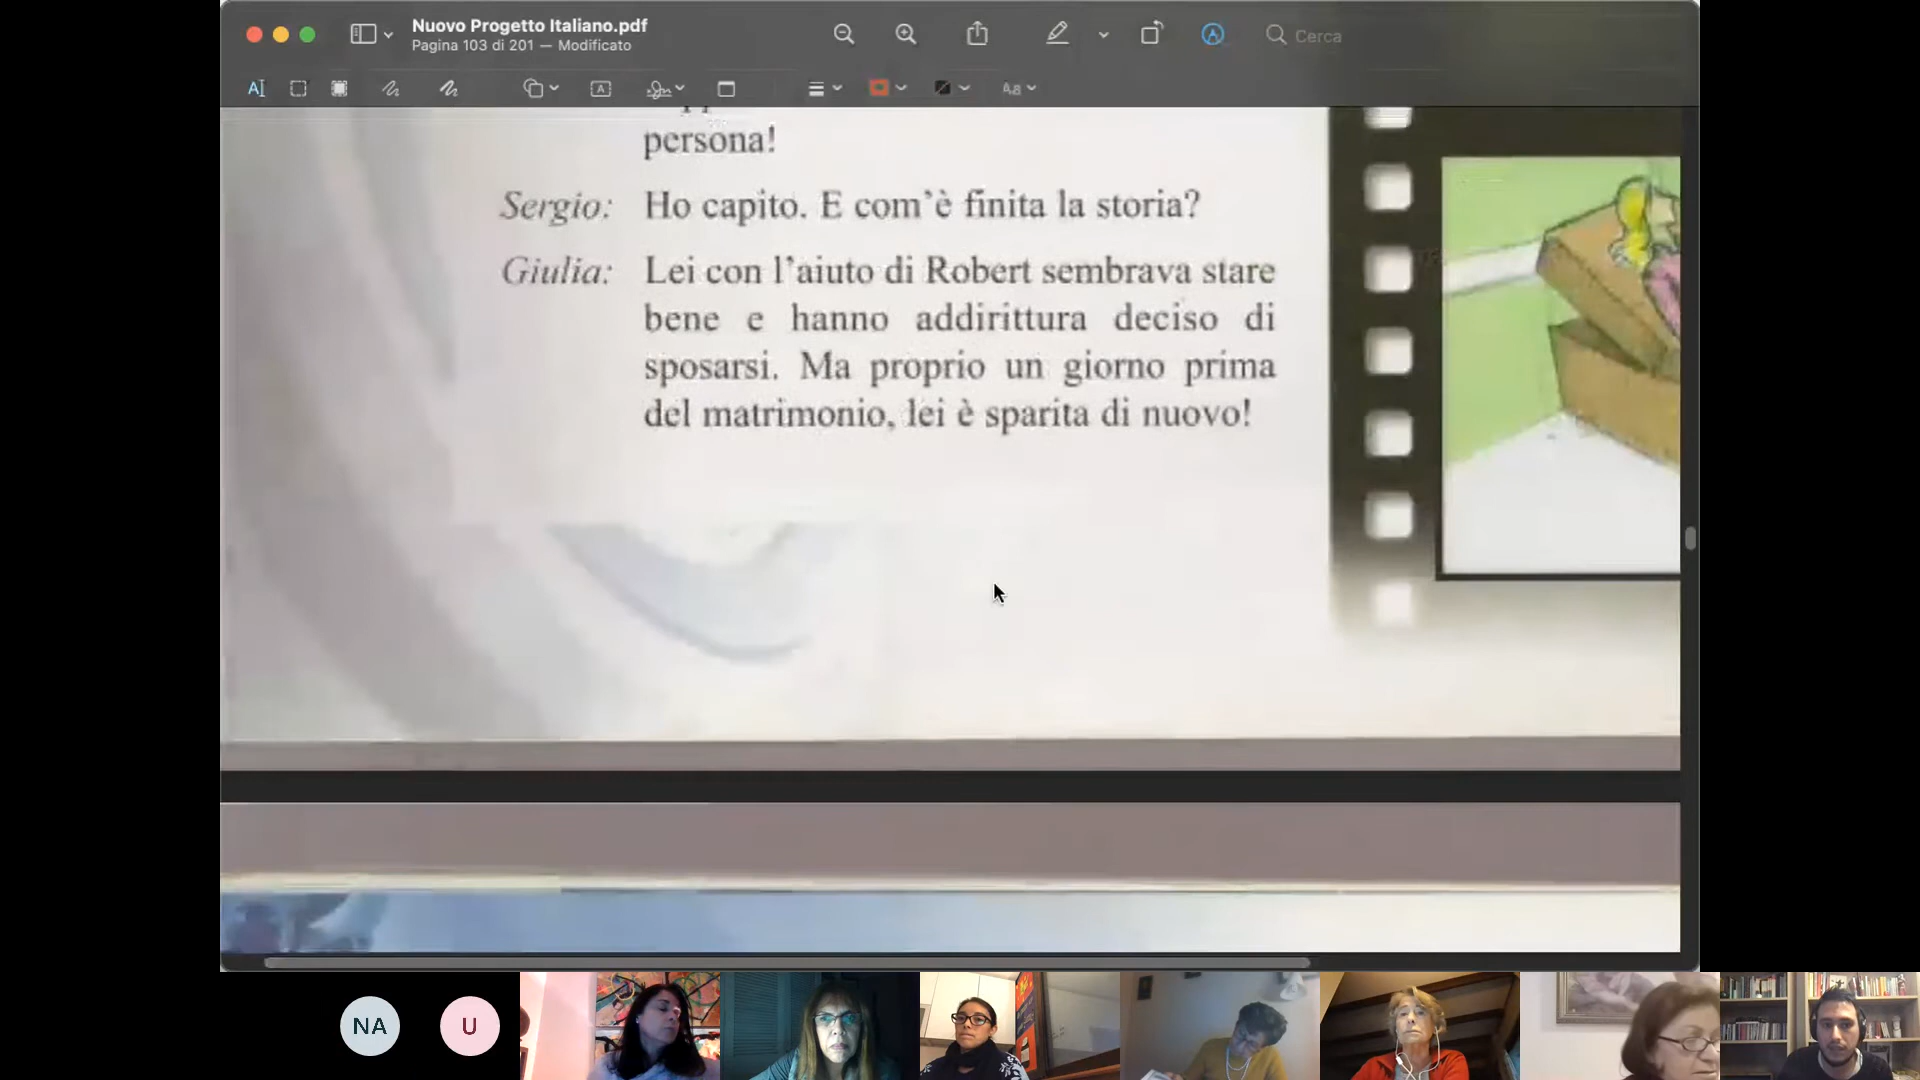 Nuovo Progetto Italiano.pdf
Pagina 103 di 201 — Modificato
Cerca
persona!
Sergio: Ho capito. E com'è finita la storia?
Giulia: Lei con l'aiuto di Robert sembrava stare
bene e hanno addirittura deciso di
sposarsi. Ma proprio un giorno prima
del matrimonio, lei è sparita di nuovo!
NA
U